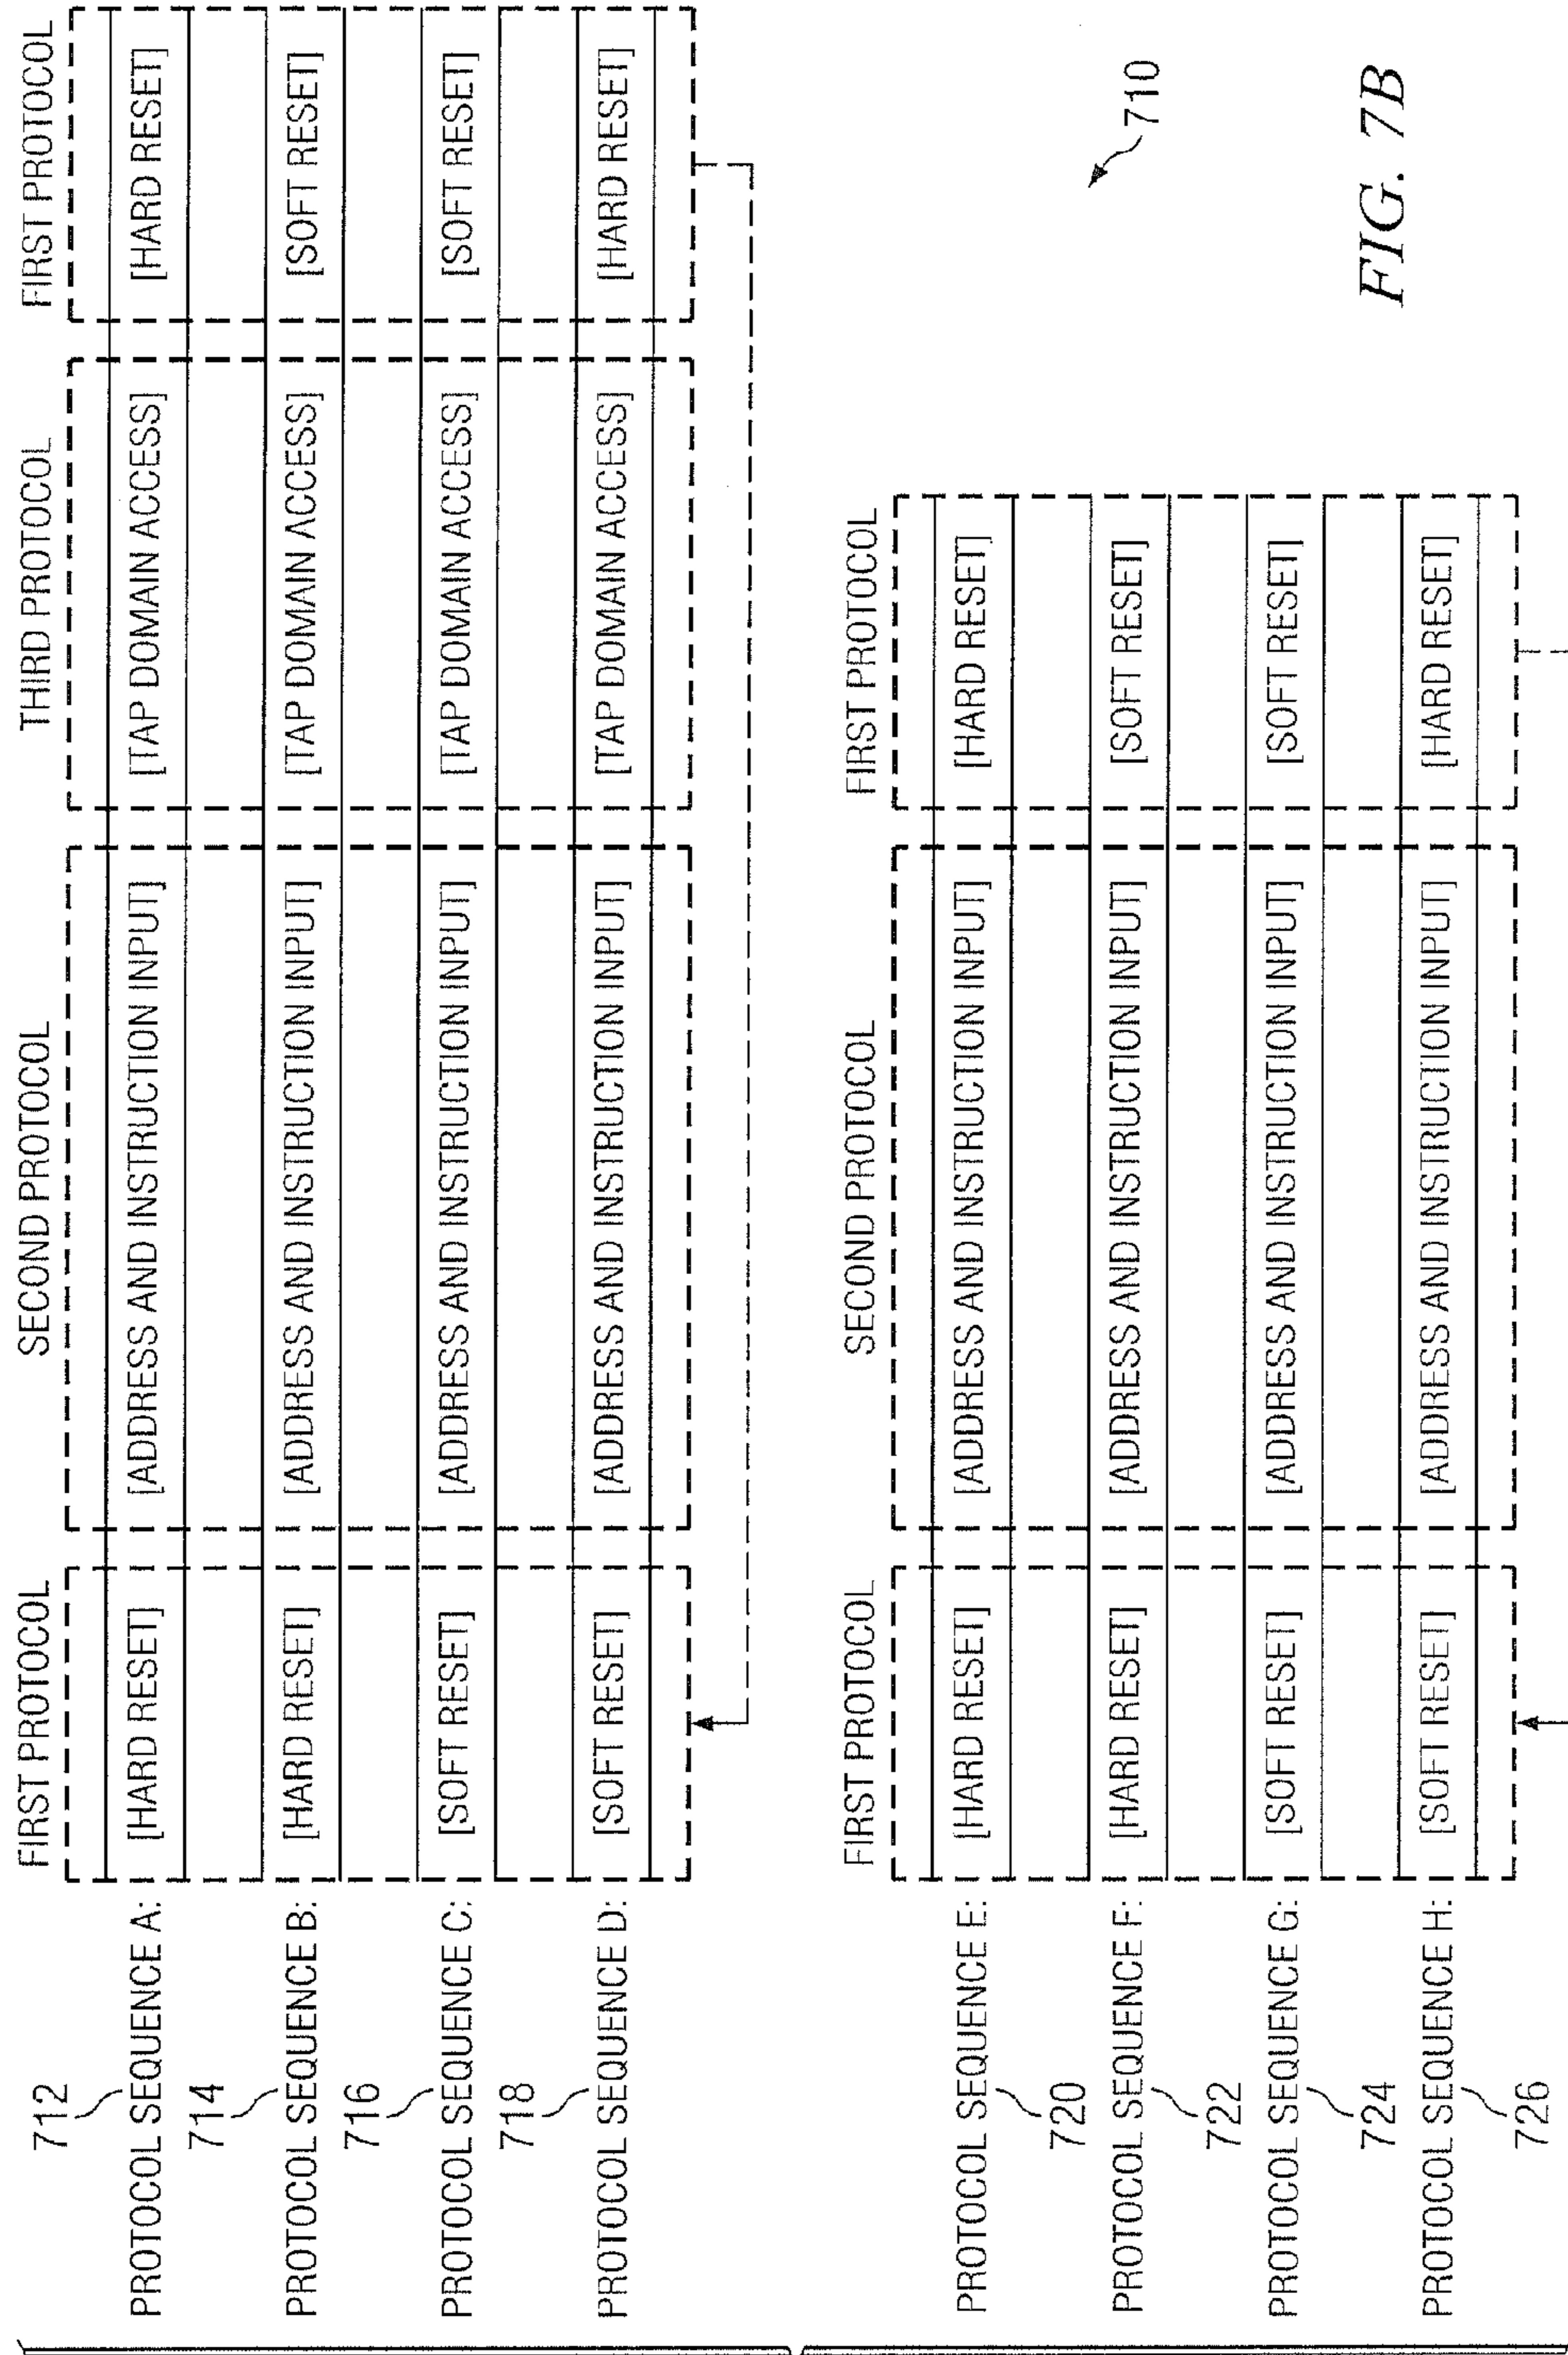 FIRST PROTOCOL SECOND PROTOCOL THIRD PROTOCOL FIRST PROTOCOL
712
PROTOCOL SEQUENCE A: [HARD RESET] [ADDRESS AND INSTRUCTION INPUT] [TAP DOMAIN ACCESS] [HARD RESET]
714
PROTOCOL SEQUENCE B: [HARD RESET] [ADDRESS AND INSTRUCTION INPUT] [TAP DOMAIN ACCESS] [SOFT RESET]
716
PROTOCOL SEQUENCE C: [SOFT RESET] [ADDRESS AND INSTRUCTION INPUT] [TAP DOMAIN ACCESS] [SOFT RESET]
718
PROTOCOL SEQUENCE D: [SOFT RESET] [ADDRESS AND INSTRUCTION INPUT] [TAP DOMAIN ACCESS] [HARD RESET]
FIRST PROTOCOL SECOND PROTOCOL FIRST PROTOCOL
PROTOCOL SEQUENCE E: [HARD RESET] [ADDRESS AND INSTRUCTION INPUT] [HARD RESET]
720
PROTOCOL SEQUENCE F: [HARD RESET] [ADDRESS AND INSTRUCTION INPUT] [SOFT RESET]
722
PROTOCOL SEQUENCE G: [SOFT RESET] [ADDRESS AND INSTRUCTION INPUT] [SOFT RESET]
724
PROTOCOL SEQUENCE H: [SOFT RESET] [ADDRESS AND INSTRUCTION INPUT] [HARD RESET]
726
710
FIG. 7B